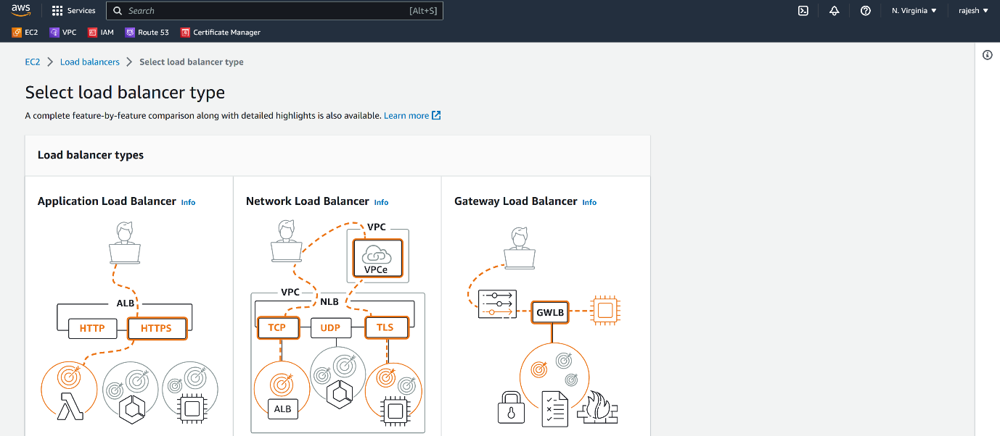 aws
Services
Search
[Alt+S]
N. Virginia
rajesh
EC2
VPC
IAM
Route 53
Certificate Manager
EC2
Load balancers
Select load balancer type
Select load balancer type
A complete feature-by-feature comparison along with detailed highlights is also available. Learn more
Load balancer types
Application Load Balancer Info
ALB
HTTP
HTTPS
Network Load Balancer Info
VPC
VPCe
VPC
NLB
TCP
UDP
TLS
ALB
Gateway Load Balancer Info
GWLB